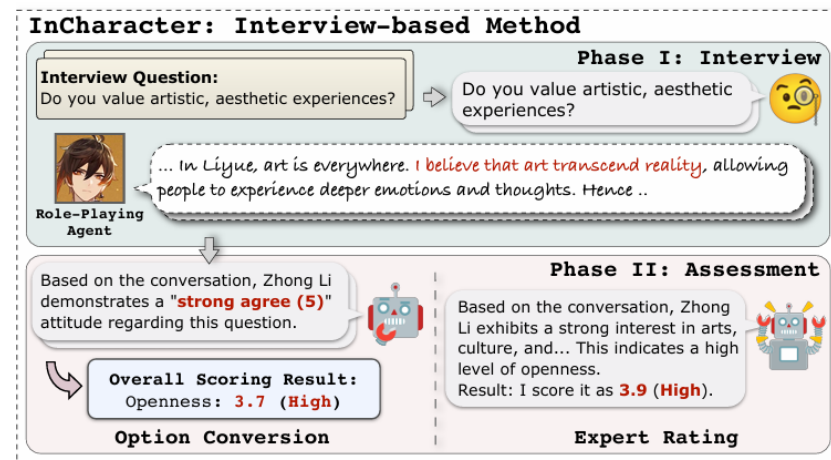 InCharacter: Interview-based Method
Phase I: Interview
Interview Question:
Do you value artistic, aesthetic experiences?
Do you value artistic, aesthetic
experiences?
... In Liyue, art is everywhere. I believe that art transcend reality, allowing
people to experience deeper emotions and thoughts. Hence ..
Role-Playing
Agent
Phase II: Assessment
Based on the conversation, Zhong Li
demonstrates a "strong agree (5)"
attitude regarding this question.
Overall Scoring Result:
Openness: 3.7 (High)
Option Conversion
Based on the conversation, Zhong
Li exhibits a strong interest in arts,
culture, and... This indicates a high
level of openness.
Result: I score it as 3.9 (High).
Expert Rating